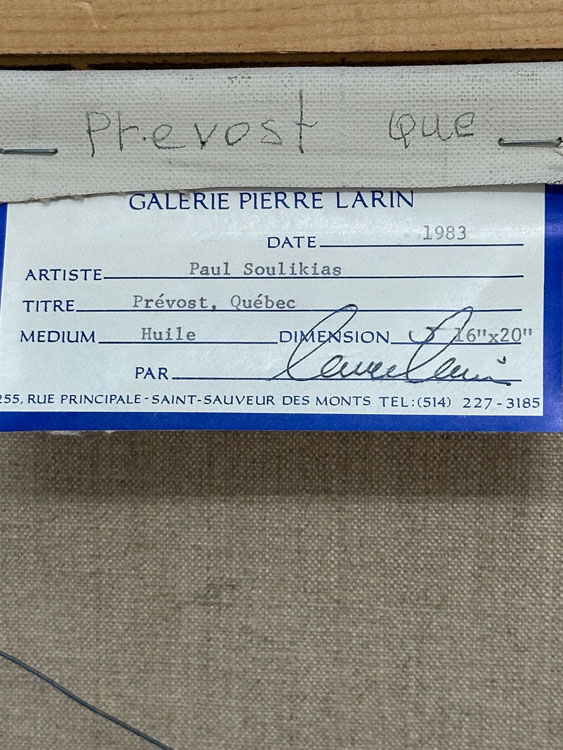 Prevost Que
GALERIE PIERRE LARIN
DATE 1983
ARTISTE Paul Soulikias
TITRE Prévost, Québec
MEDIUM Huile DIMENSION 16"x20"
PAR
255, RUE PRINCIPALE - SAINT-SAUVEUR DES MONTS TEL: (514) 227-3185